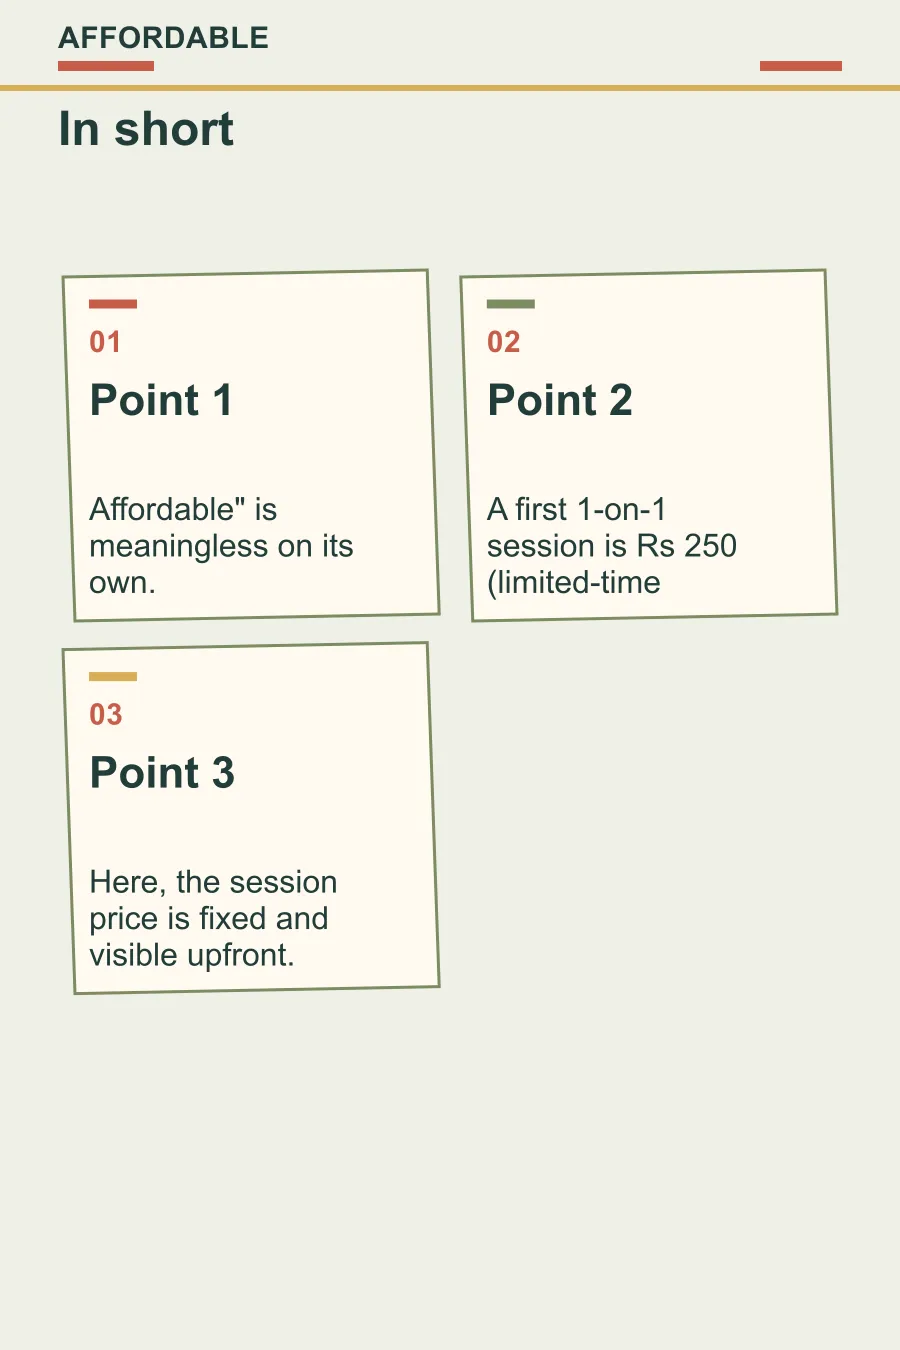 AFFORDABLE
In short
01
Point 1
Affordable" is
meaningless on its
own.
02
Point 2
A first 1-on-1
session is Rs 250
(limited-time
03
Point 3
Here, the session
price is fixed and
visible upfront.